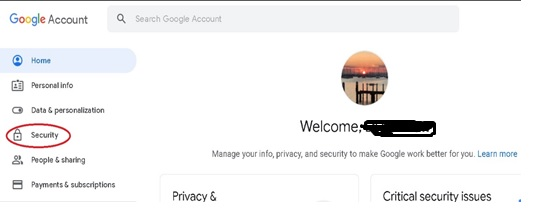 Google Account
Search Google Account
Home
Personal info
Data & personalization
Security
People & sharing
Payments & subscriptions
Welcome,
Manage your info, privacy, and security to make Google work better for you. Learn more
Privacy &
Critical security issues